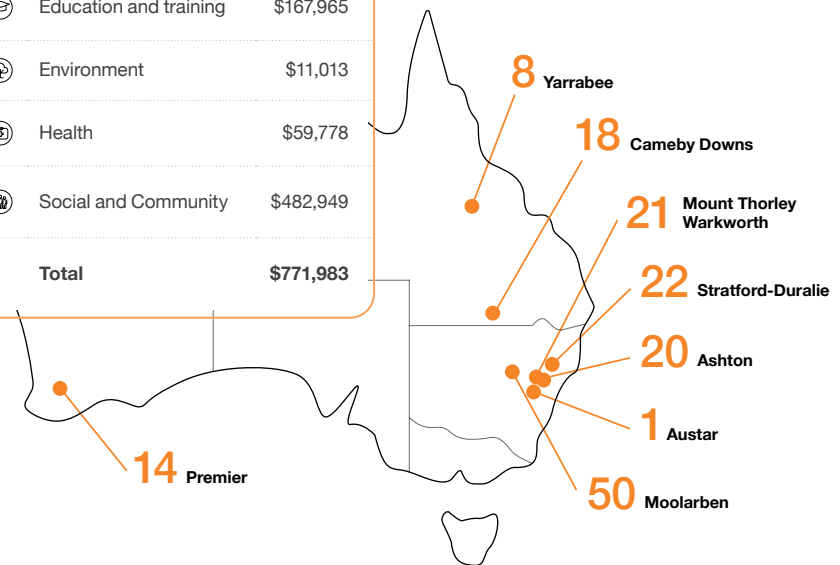 Education and training $167,965
Environment $11,013
Health $59,778
Social and Community $482,949
Total $771,983
8 Yarrabee
18 Cameby Downs
21 Mount Thorley
Warkworth
22 Stratford-Duralie
20 Ashton
1 Austar
50 Moolarben
14 Premier